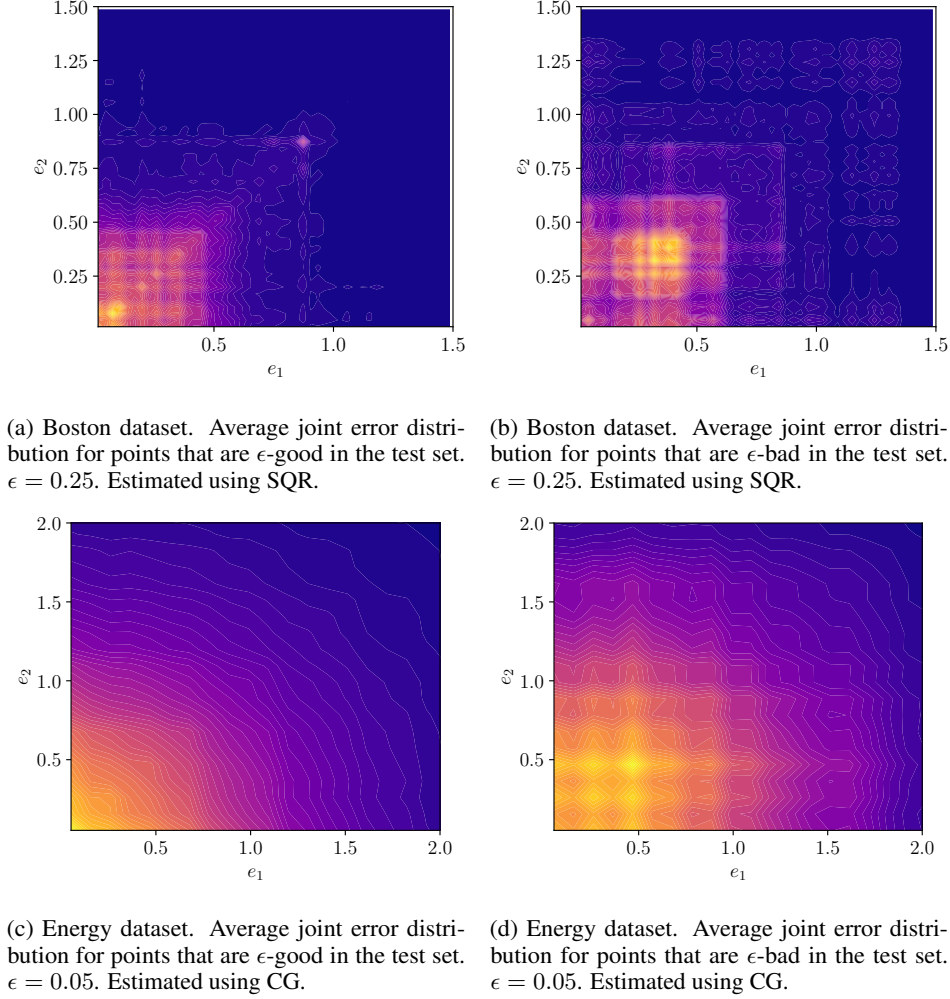 1.50
1.25
1.00
0.75
0.50
0.25
e₂
0.5
1.0
1.5
e₁
1.50
1.25
1.00
0.75
0.50
0.25
e₂
0.5
1.0
1.5
e₁
(a) Boston dataset. Average joint error distri-
bution for points that are ϵ-good in the test set.
ϵ = 0.25. Estimated using SQR.
(b) Boston dataset. Average joint error distri-
bution for points that are ϵ-bad in the test set.
ϵ = 0.25. Estimated using SQR.
2.0
1.5
1.0
0.5
e₂
0.5
1.0
1.5
2.0
e₁
2.0
1.5
1.0
0.5
e₂
0.5
1.0
1.5
2.0
e₁
(c) Energy dataset. Average joint error distri-
bution for points that are ϵ-good in the test set.
ϵ = 0.05. Estimated using CG.
(d) Energy dataset. Average joint error distri-
bution for points that are ϵ-bad in the test set.
ϵ = 0.05. Estimated using CG.